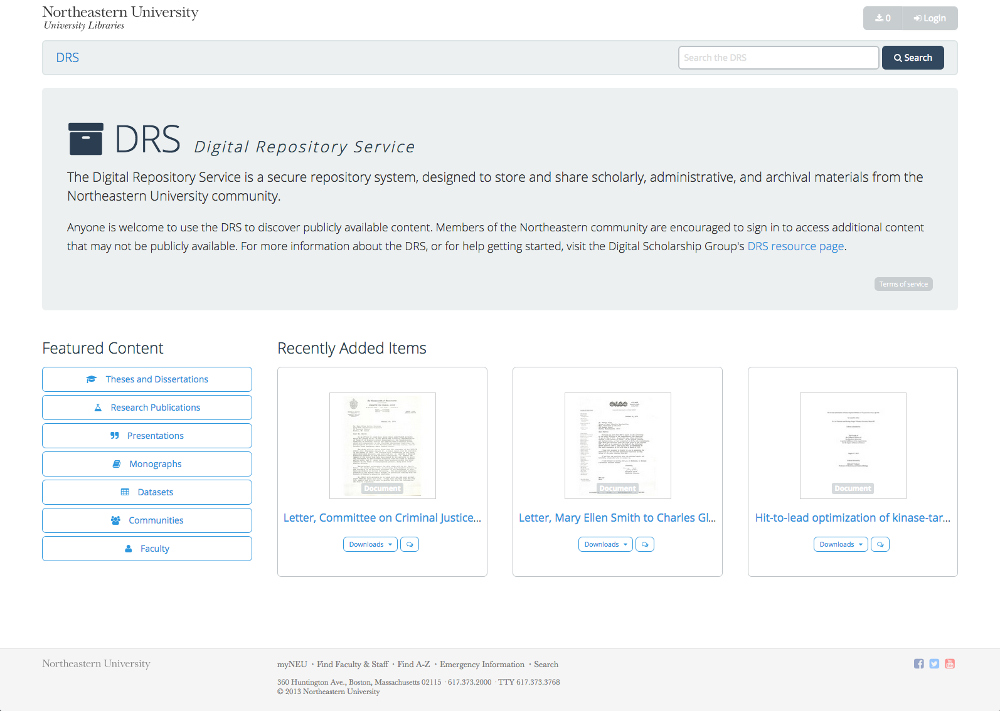 Northeastern University
University Libraries
0 Login
DRS
Search the DRS
Search
DRS Digital Repository Service
The Digital Repository Service is a secure repository system, designed to store and share scholarly, administrative, and archival materials from the
Northeastern University community.
Anyone is welcome to use the DRS to discover publicly available content. Members of the Northeastern community are encouraged to sign in to access additional content
that may not be publicly available. For more information about the DRS, or for help getting started, visit the Digital Scholarship Group's DRS resource page.
Terms of service
Featured Content
Theses and Dissertations
Research Publications
Presentations
Monographs
Datasets
Communities
Faculty
Recently Added Items
Document
Letter, Committee on Criminal Justice...
Downloads
Document
Letter, Mary Ellen Smith to Charles Gl...
Downloads
Document
Hit-to-lead optimization of kinase-tar...
Downloads
Northeastern University
myNEU · Find Faculty & Staff · Find A-Z · Emergency Information · Search
360 Huntington Ave., Boston, Massachusetts 02115 · 617.373.2000 · TTY 617.373.3768
© 2013 Northeastern University